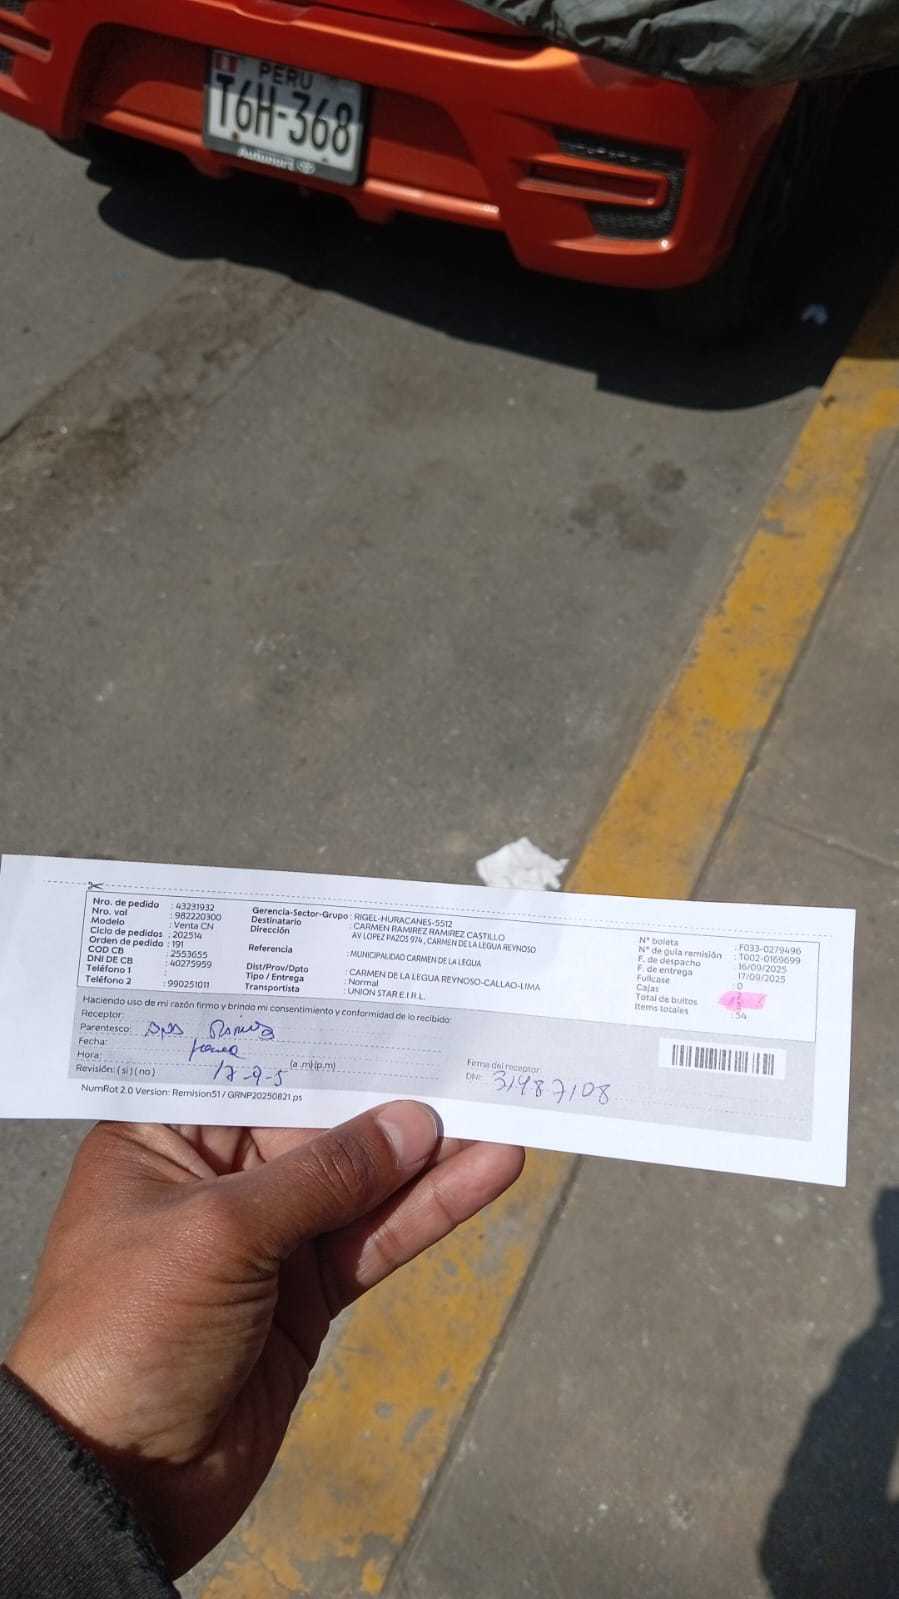 PERU
T6H-368
Nro. de pedido : 43231932
Nro. vol : 982220300
Modelo : Venta CN
Ciclo de pedidos : 202514
Orden de pedido : 191
COD CB : 2553655
DNI DE CB : 40275959
Teléfono 1 :
Teléfono 2 : 990251011
Gerencia-Sector-Grupo : RIGEL-HURACANES-5512
Destinatario : CARMEN RAMIREZ RAMIREZ CASTILLO
Dirección AV LOPEZ PAZOS 974 , CARMEN DE LA LEGUA REYNOSO
Referencia : MUNICIPALIDAD CARMEN DE LA LEGUA
Dist/Prov/Dpto : CARMEN DE LA LEGUA REYNOSO-CALLAO-LIMA
Tipo / Entrega : Normal
Transportista : UNION STAR E.I.R.L.
N° boleta : F033-0279496
N° de guía remisión : T002-0169699
F. de despacho : 16/09/2025
F. de entrega : 17/09/2025
Fullcase : 0
Cajas
Total de bultos
Items totales : 54
Haciendo uso de mi razón firmo y brindo mi consentimiento y conformidad de lo recibido:
Receptor:
Parentesco:
Fecha:
Hora: (a .m) (p.m)
Revisión: ( si ) ( no ) 17-9-5
Firma del receptor:
DNI: 31487108
NumRot 2.0 Version: Remision51 / GRNP20250821.ps